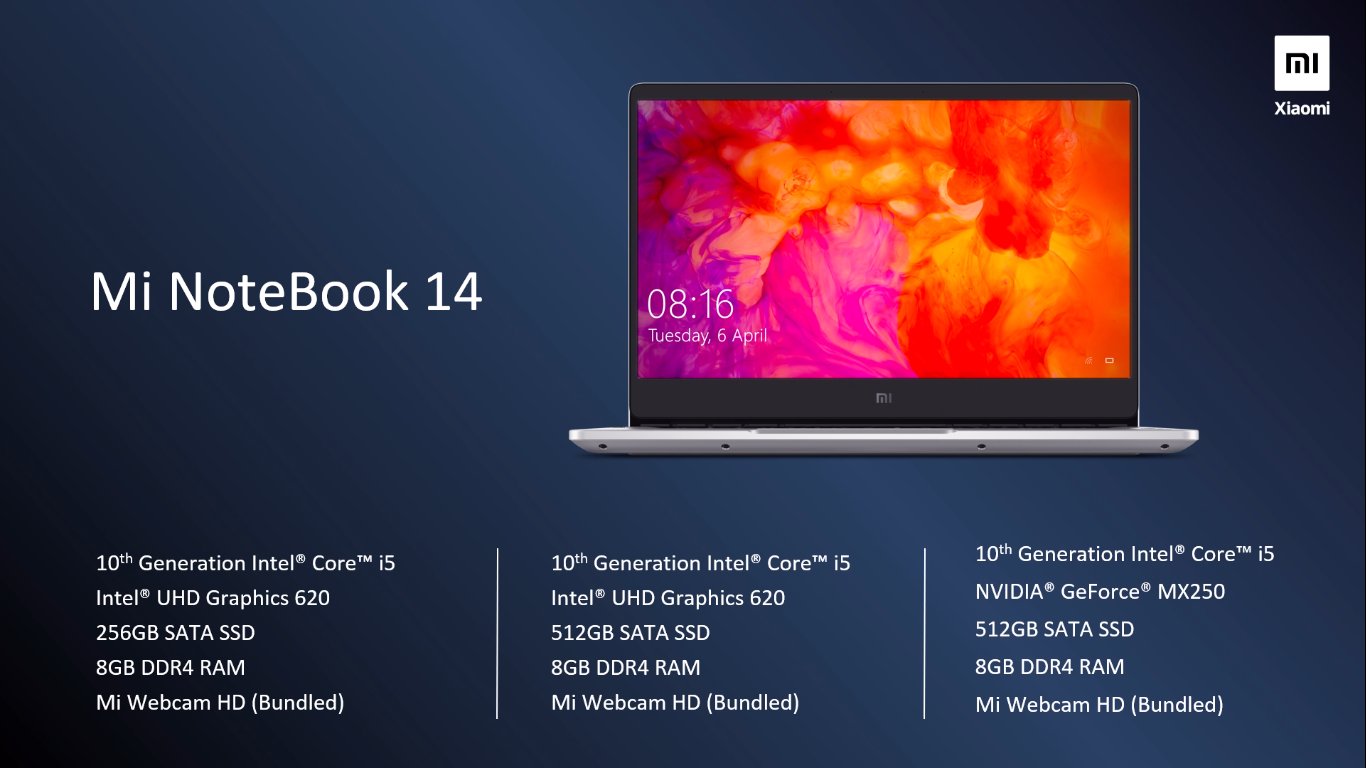 mi
Xiaomi
Mi NoteBook 14
08:16
Tuesday, 6 April
mi
10th Generation Intel® Core™ i5
Intel® UHD Graphics 620
256GB SATA SSD
8GB DDR4 RAM
Mi Webcam HD (Bundled)
10th Generation Intel® Core™ i5
Intel® UHD Graphics 620
512GB SATA SSD
8GB DDR4 RAM
Mi Webcam HD (Bundled)
10th Generation Intel® Core™ i5
NVIDIA® GeForce® MX250
512GB SATA SSD
8GB DDR4 RAM
Mi Webcam HD (Bundled)